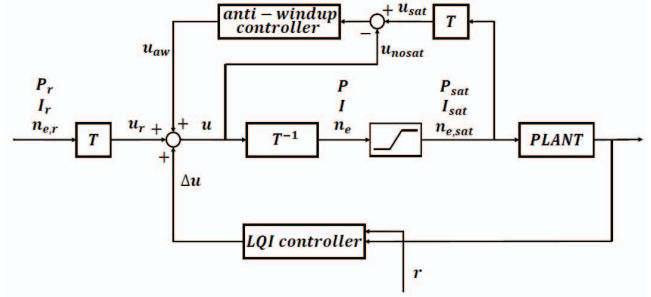 anti − windup
controller
− + u_sat
T
u_aw
u_nosat
P_r
I_r
n_e,r
T
u_r + + u
+
T⁻¹
P
I
n_e
P_sat
I_sat
n_e,sat
PLANT
Δu
LQI controller
r